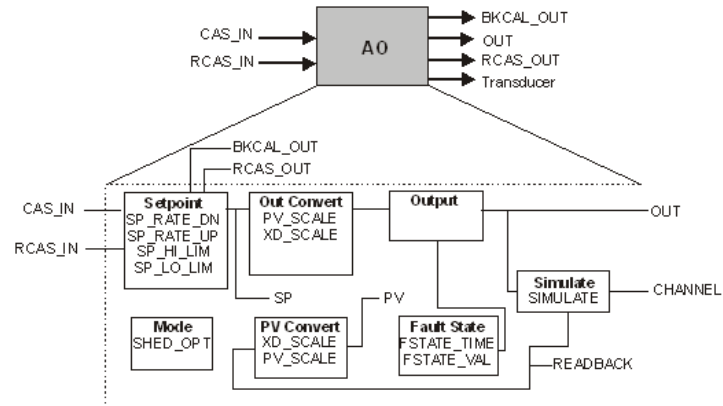 CAS_IN
RCAS_IN
AO
BKCAL_OUT
OUT
RCAS_OUT
Transducer
BKCAL_OUT
RCAS_OUT
CAS_IN
RCAS_IN
Setpoint
SP_RATE_DN
SP_RATE_UP
SP_HI_LIM
SP_LO_LIM
Out Convert
PV_SCALE
XD_SCALE
Output
OUT
Simulate
SIMULATE
CHANNEL
SP
PV
Mode
SHED_OPT
PV Convert
XD_SCALE
PV_SCALE
Fault State
FSTATE_TIME
FSTATE_VAL
READBACK